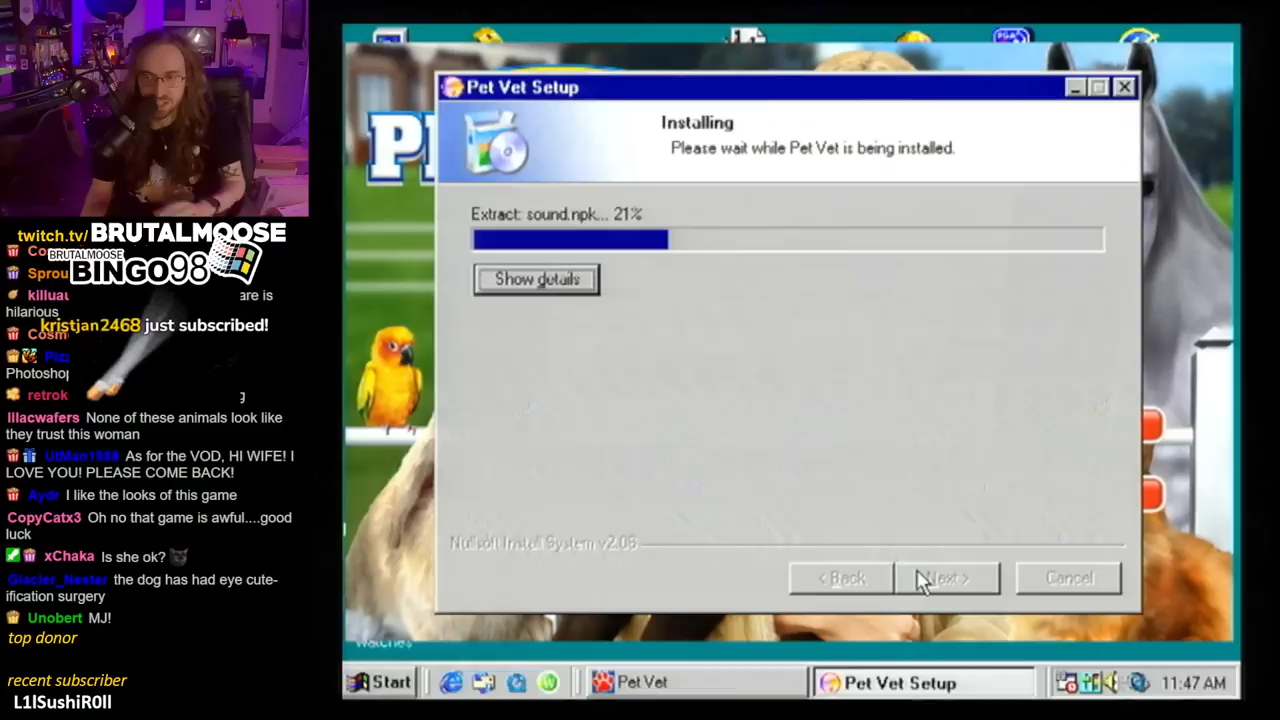 twitch.tv/BRUTALMOOSE
BRUTALMOOSE
BINGO98
killuau
are is
hilarious
kristjan2468 just subscribed!
Photoshop
retrok
lilacwafers None of these animals look like
they trust this woman
UtMan1988 As for the VOD, HI WIFE! I
LOVE YOU! PLEASE COME BACK!
Aydr I like the looks of this game
CopyCatx3 Oh no that game is awful....good
luck
xChaka Is she ok?
the dog has had eye cute-
ification surgery
Unobert MJ!
top donor
recent subscriber
L1lSushiR0ll
Pet Vet Setup
Installing
Please wait while Pet Vet is being installed.
Extract: sound.npk... 21%
Show details
Nullsoft Install System v2.06
< Back
Next >
Cancel
Watches
Start
Pet Vet
Pet Vet Setup
11:47 AM